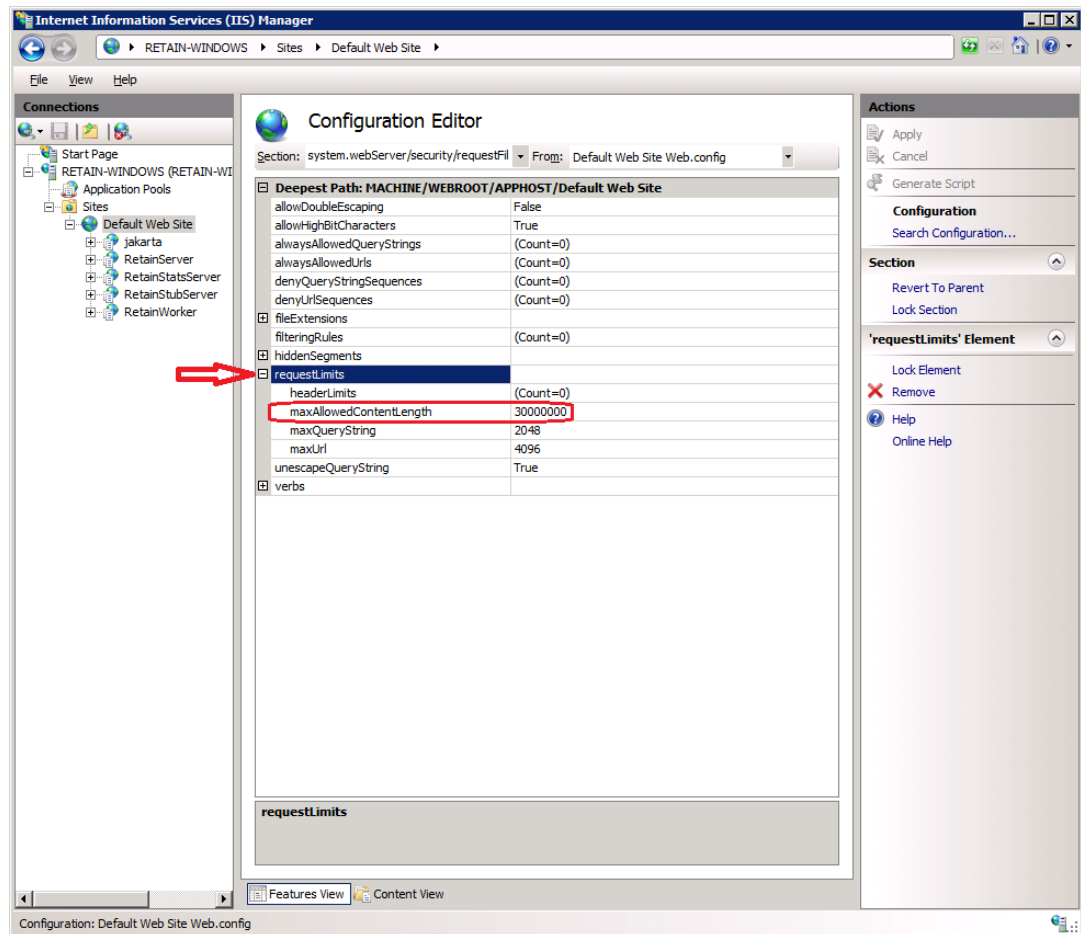 Internet Information Services (IIS) Manager
RETAIN-WINDOWS Sites Default Web Site
File View Help
Connections
Start Page
RETAIN-WINDOWS (RETAIN-WI
Application Pools
Sites
Default Web Site
jakarta
RetainServer
RetainStatsServer
RetainStubServer
RetainWorker
Configuration Editor
Section: system.webServer/security/requestFil From: Default Web Site Web.config
Deepest Path: MACHINE/WEBROOT/APPHOST/Default Web Site
allowDoubleEscaping False
allowHighBitCharacters True
alwaysAllowedQueryStrings (Count=0)
alwaysAllowedUrls (Count=0)
denyQueryStringSequences (Count=0)
denyUrlSequences (Count=0)
fileExtensions
filteringRules (Count=0)
hiddenSegments
requestLimits
headerLimits (Count=0)
maxAllowedContentLength 30000000
maxQueryString 2048
maxUrl 4096
unescapeQueryString True
verbs
requestLimits
Features View Content View
Actions
Apply
Cancel
Generate Script
Configuration
Search Configuration...
Section
Revert To Parent
Lock Section
'requestLimits' Element
Lock Element
Remove
Help
Online Help
Configuration: Default Web Site Web.config